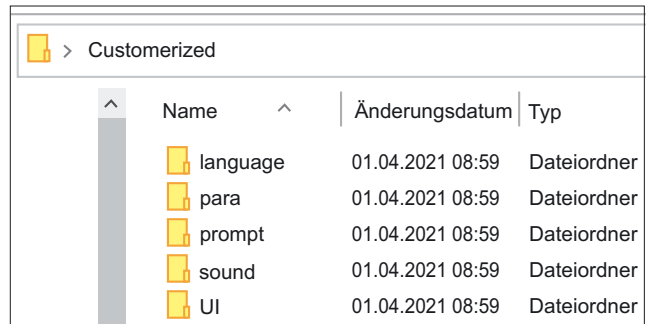 > Customerized
Name Änderungsdatum Typ
language 01.04.2021 08:59 Dateiordner
para 01.04.2021 08:59 Dateiordner
prompt 01.04.2021 08:59 Dateiordner
sound 01.04.2021 08:59 Dateiordner
UI 01.04.2021 08:59 Dateiordner